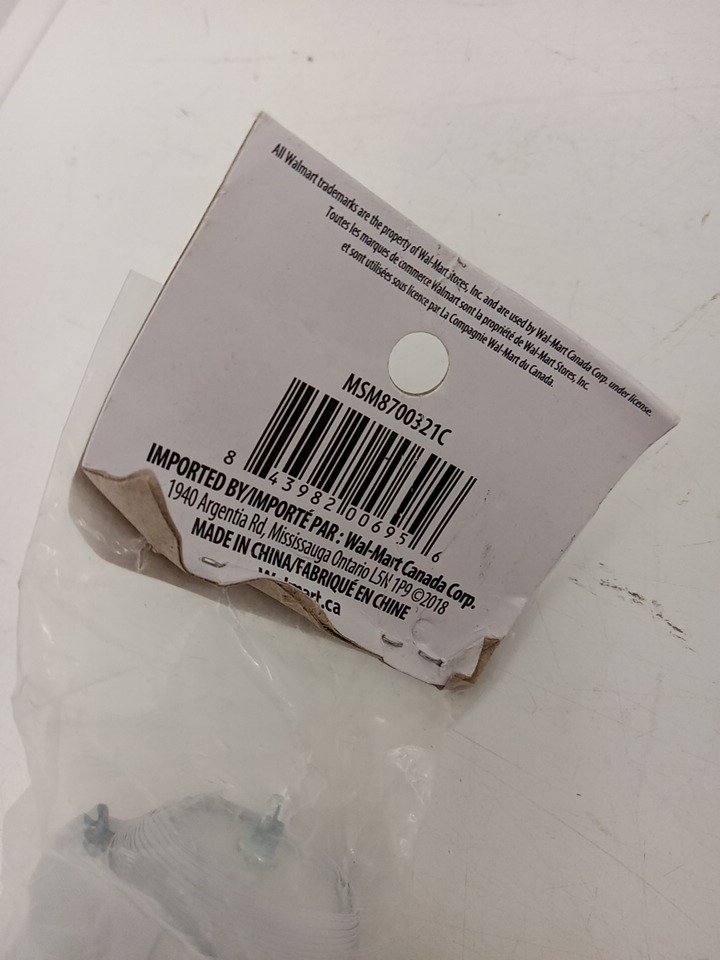 All Walmart trademarks are the property of Wal-Mart Stores, Inc. and are used by Wal-Mart Canada Corp. under license.
Toutes les marques de commerce Walmart sont la propriété de Wal-Mart Stores, Inc.
et sont utilisées sous licence par La Compagnie Wal-Mart du Canada.
MSM8700321C
8 43982 00695 6
IMPORTED BY/IMPORTÉ PAR : Wal-Mart Canada Corp.
1940 Argentia Rd, Mississauga Ontario L5N 1P9 ©2018
MADE IN CHINA/FABRIQUÉ EN CHINE
Walmart.ca